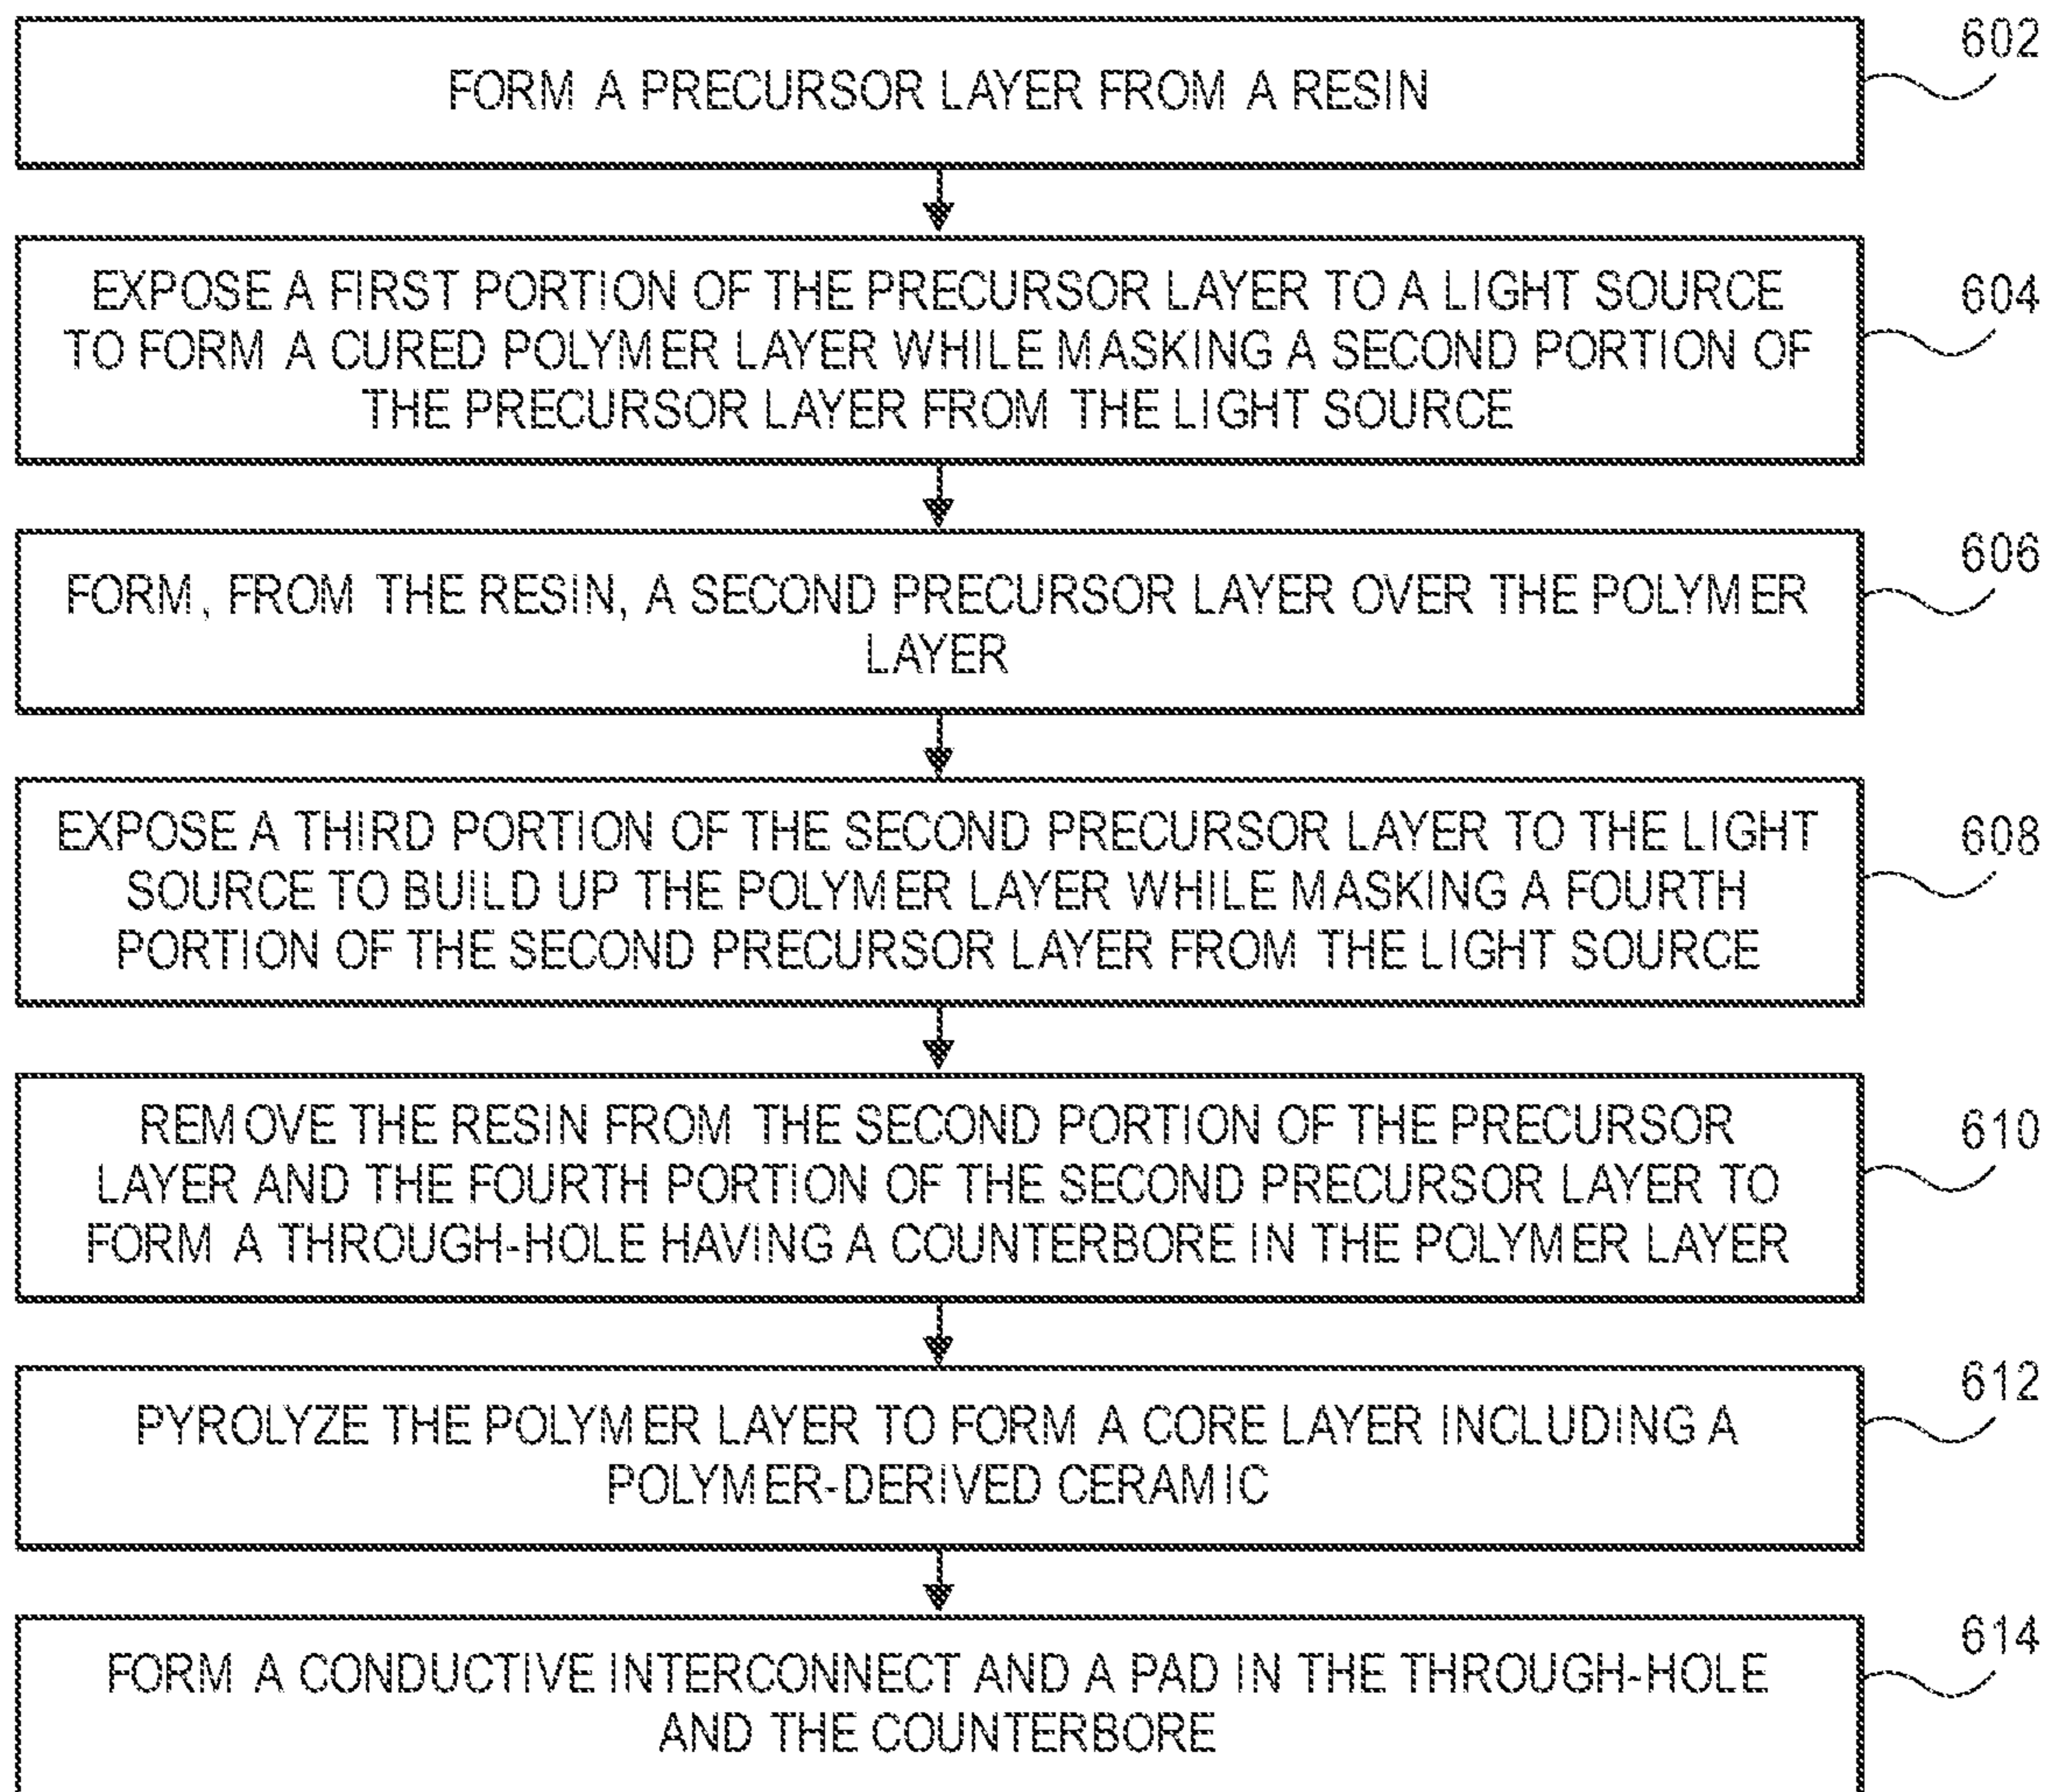 602
FORM A PRECURSOR LAYER FROM A RESIN
604
EXPOSE A FIRST PORTION OF THE PRECURSOR LAYER TO A LIGHT SOURCE
TO FORM A CURED POLYMER LAYER WHILE MASKING A SECOND PORTION OF
THE PRECURSOR LAYER FROM THE LIGHT SOURCE
606
FORM, FROM THE RESIN, A SECOND PRECURSOR LAYER OVER THE POLYMER
LAYER
608
EXPOSE A THIRD PORTION OF THE SECOND PRECURSOR LAYER TO THE LIGHT
SOURCE TO BUILD UP THE POLYMER LAYER WHILE MASKING A FOURTH
PORTION OF THE SECOND PRECURSOR LAYER FROM THE LIGHT SOURCE
610
REMOVE THE RESIN FROM THE SECOND PORTION OF THE PRECURSOR
LAYER AND THE FOURTH PORTION OF THE SECOND PRECURSOR LAYER TO
FORM A THROUGH-HOLE HAVING A COUNTERBORE IN THE POLYMER LAYER
612
PYROLYZE THE POLYMER LAYER TO FORM A CORE LAYER INCLUDING A
POLYMER-DERIVED CERAMIC
614
FORM A CONDUCTIVE INTERCONNECT AND A PAD IN THE THROUGH-HOLE
AND THE COUNTERBORE